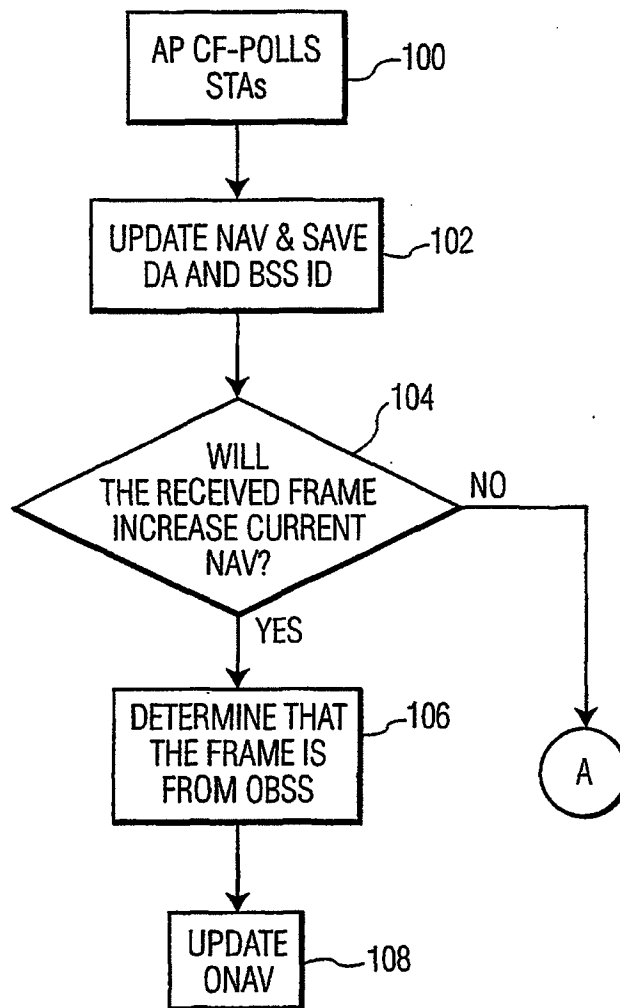 AP CF-POLLS
STAs
100
UPDATE NAV & SAVE
DA AND BSS ID
102
104
WILL
THE RECEIVED FRAME
INCREASE CURRENT
NAV?
NO
YES
DETERMINE THAT
THE FRAME IS
FROM OBSS
106
A
UPDATE
ONAV
108